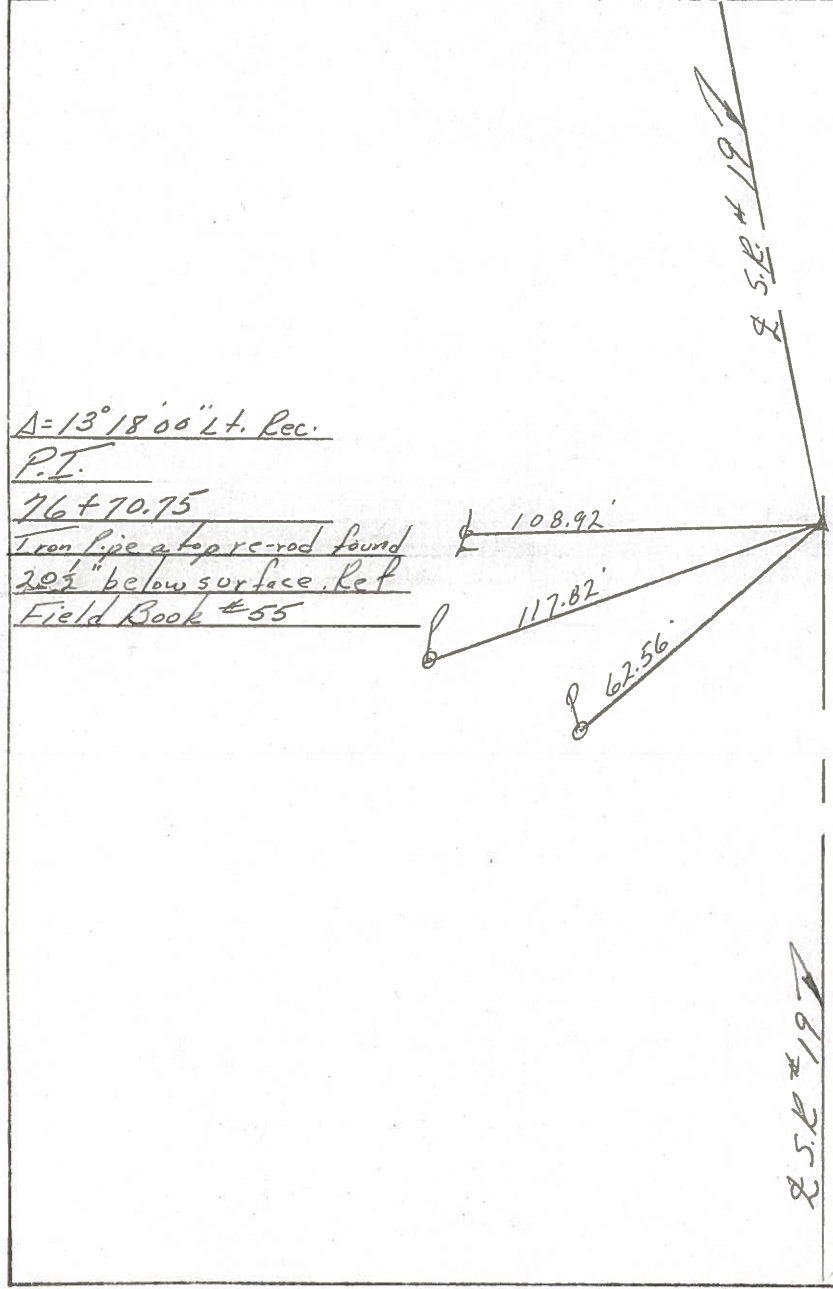 ℄ S.R. # 19
Δ=13°18'00" Lt. Rec.
P.I.
76+70.75
Iron Pipe atop re-rod found
20½" below surface. Ref
Field Book #55
108.92'
117.82'
62.56'
℄ S.R #19